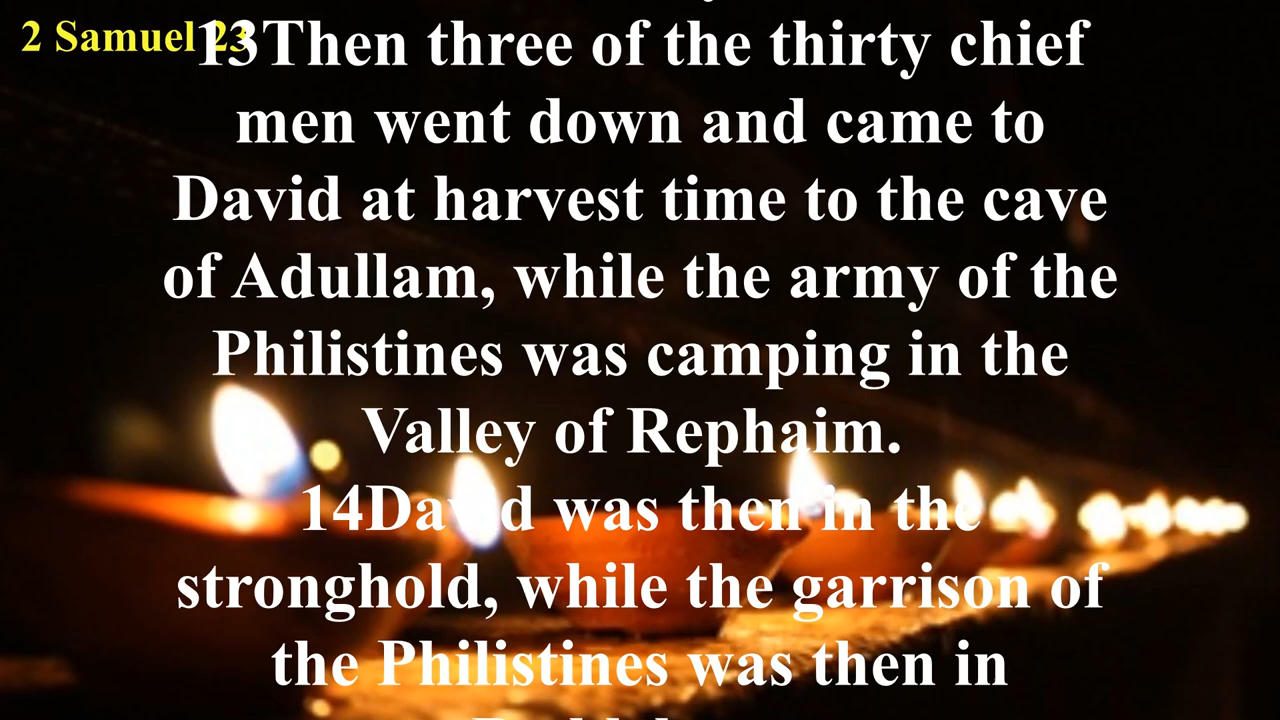 2 Samuel 23
13Then three of the thirty chief
men went down and came to
David at harvest time to the cave
of Adullam, while the army of the
Philistines was camping in the
Valley of Rephaim.
14David was then in the
stronghold, while the garrison of
the Philistines was then in